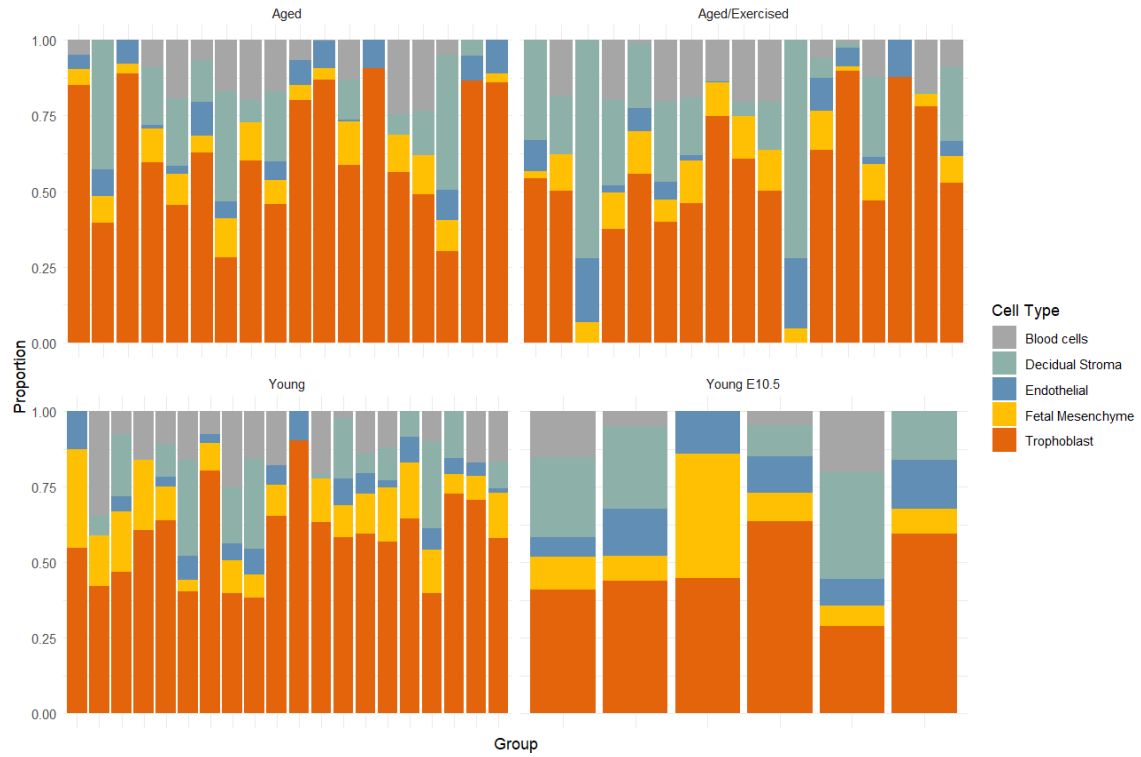 Aged
Aged/Exercised
1.00
0.75
0.50
0.25
0.00
Proportion
Young
Young E10.5
1.00
0.75
0.50
0.25
0.00
Group
Cell Type
Blood cells
Decidual Stroma
Endothelial
Fetal Mesenchyme
Trophoblast